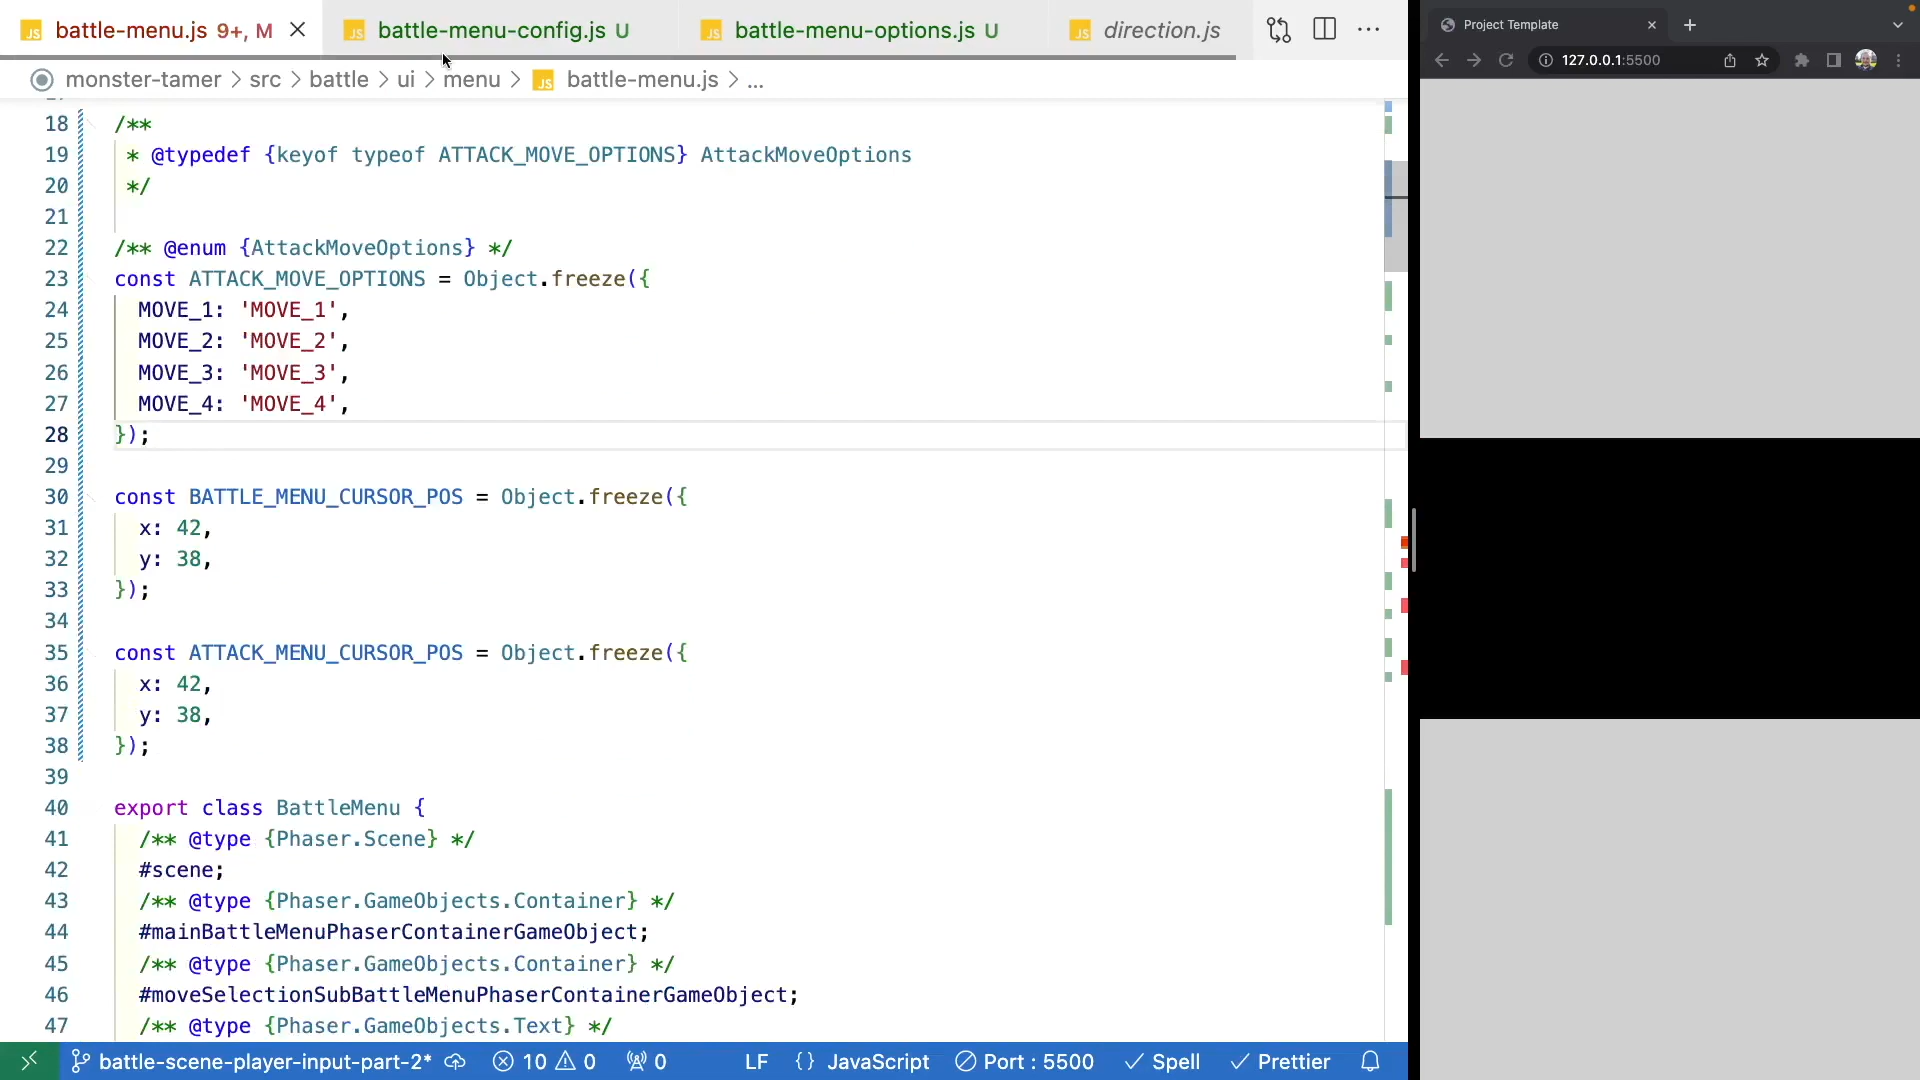 battle-menu.js 9+, M
battle-menu-config.js U
battle-menu-options.js U
direction.js
monster-tamer > src > battle > ui > menu > battle-menu.js > ...
18 /**
19 * @typedef {keyof typeof ATTACK_MOVE_OPTIONS} AttackMoveOptions
20 */
21
22 /** @enum {AttackMoveOptions} */
23 const ATTACK_MOVE_OPTIONS = Object.freeze({
24 MOVE_1: 'MOVE_1',
25 MOVE_2: 'MOVE_2',
26 MOVE_3: 'MOVE_3',
27 MOVE_4: 'MOVE_4',
28 });
29
30 const BATTLE_MENU_CURSOR_POS = Object.freeze({
31 x: 42,
32 y: 38,
33 });
34
35 const ATTACK_MENU_CURSOR_POS = Object.freeze({
36 x: 42,
37 y: 38,
38 });
39
40 export class BattleMenu {
41 /** @type {Phaser.Scene} */
42 #scene;
43 /** @type {Phaser.GameObjects.Container} */
44 #mainBattleMenuPhaserContainerGameObject;
45 /** @type {Phaser.GameObjects.Container} */
46 #moveSelectionSubBattleMenuPhaserContainerGameObject;
47 /** @type {Phaser.GameObjects.Text} */
battle-scene-player-input-part-2* 10 0 0 LF {} JavaScript Port : 5500 Spell Prettier
Project Template
127.0.0.1:5500